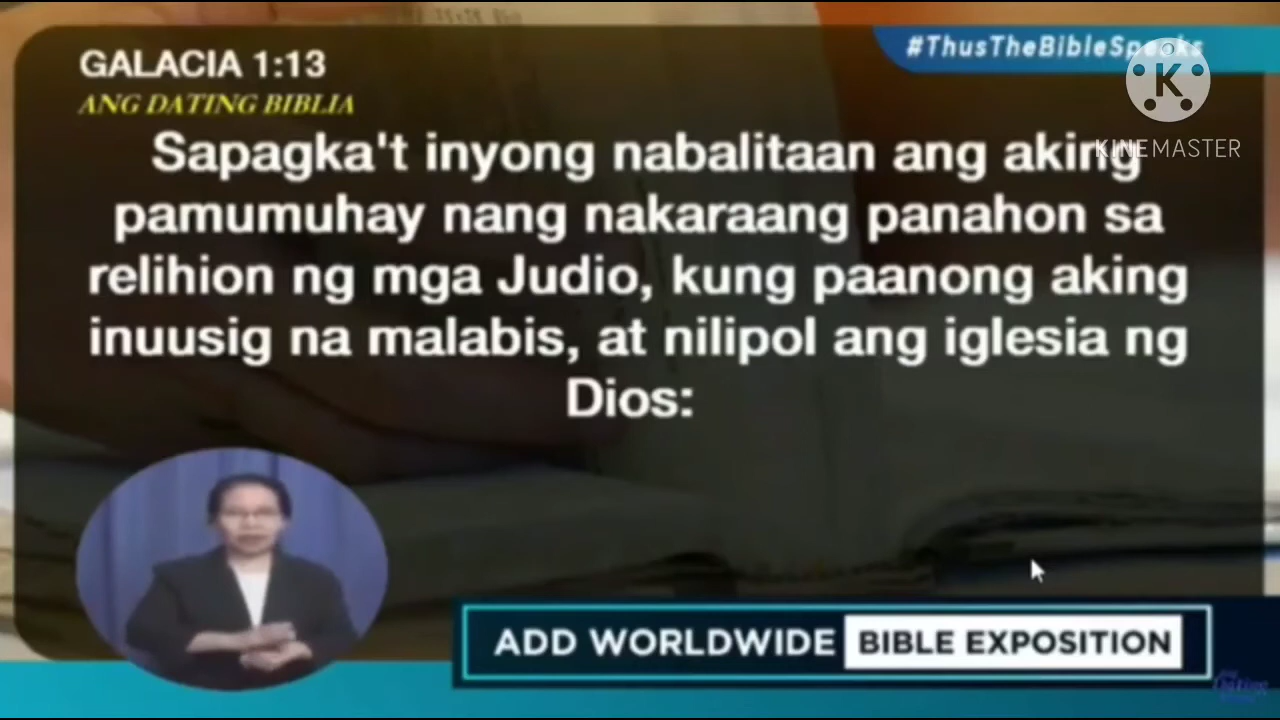 GALACIA 1:13
#ThusTheBibleSpeaks
ANG DATING BIBLIA
K
KINEMASTER
Sapagka't inyong nabalitaan ang aking
pamumuhay nang nakaraang panahon sa
relihion ng mga Judio, kung paanong aking
inuusig na malabis, at nilipol ang iglesia ng
Dios:
ADD WORLDWIDE BIBLE EXPOSITION